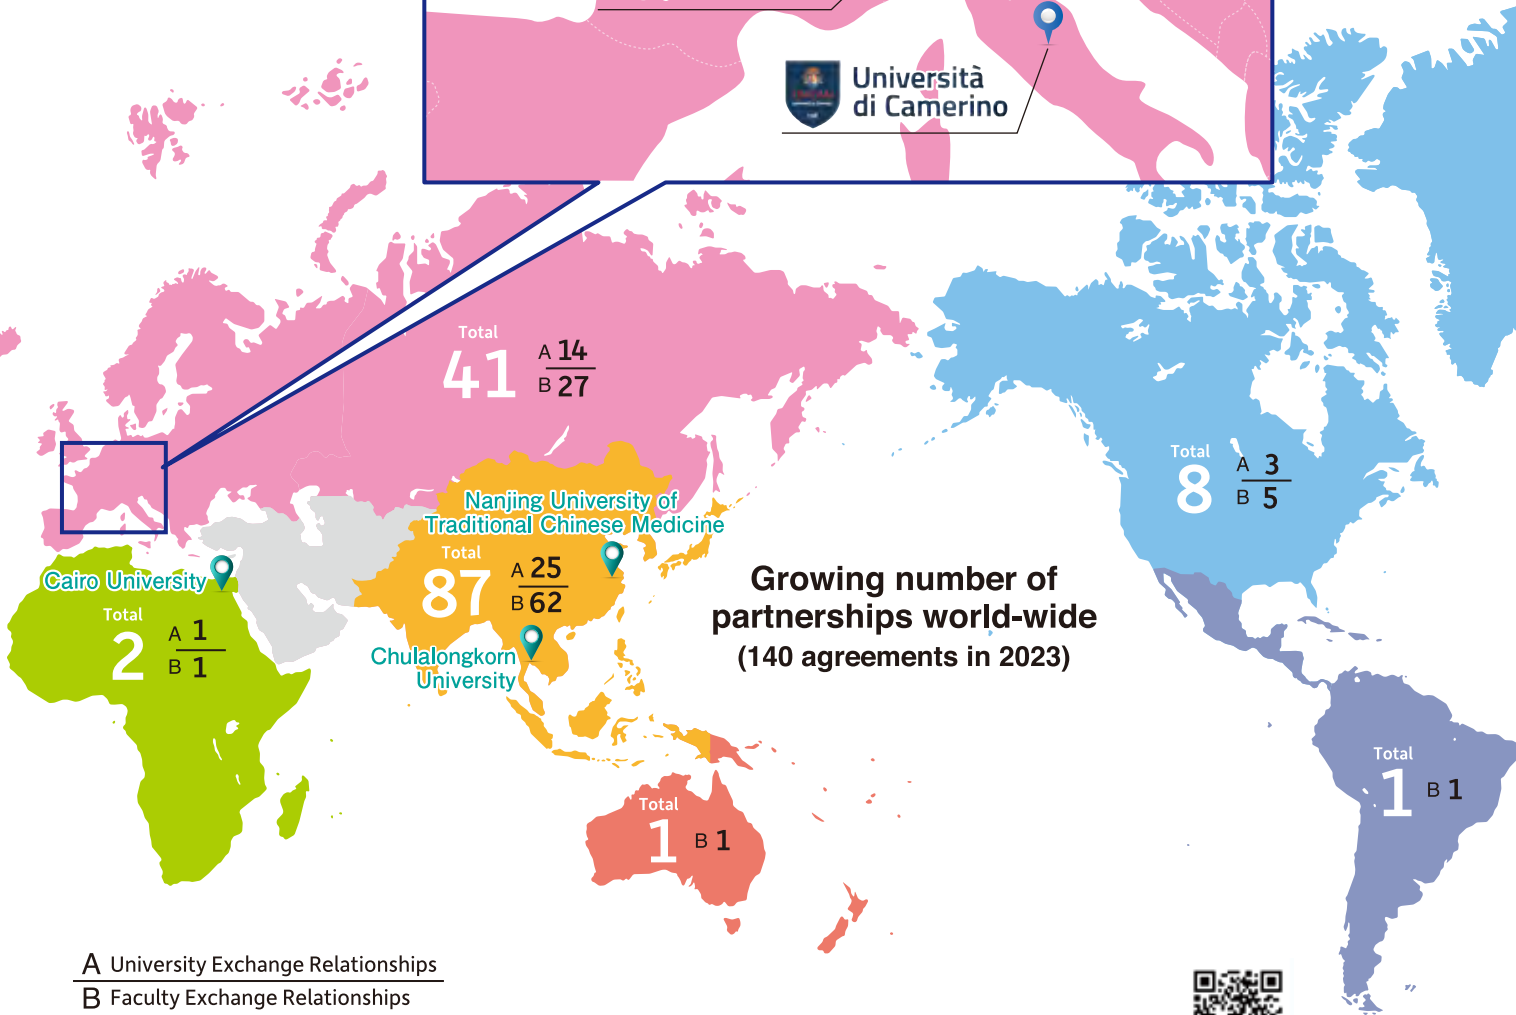 Università
di Camerino
Total
41
A 14
B 27
Total
8
A 3
B 5
Nanjing University of
Traditional Chinese Medicine
Total
87
A 25
B 62
Cairo University
Total
2
A 1
B 1
Chulalongkorn
University
Growing number of
partnerships world-wide
(140 agreements in 2023)
Total
1
B 1
Total
1
B 1
A University Exchange Relationships
B Faculty Exchange Relationships